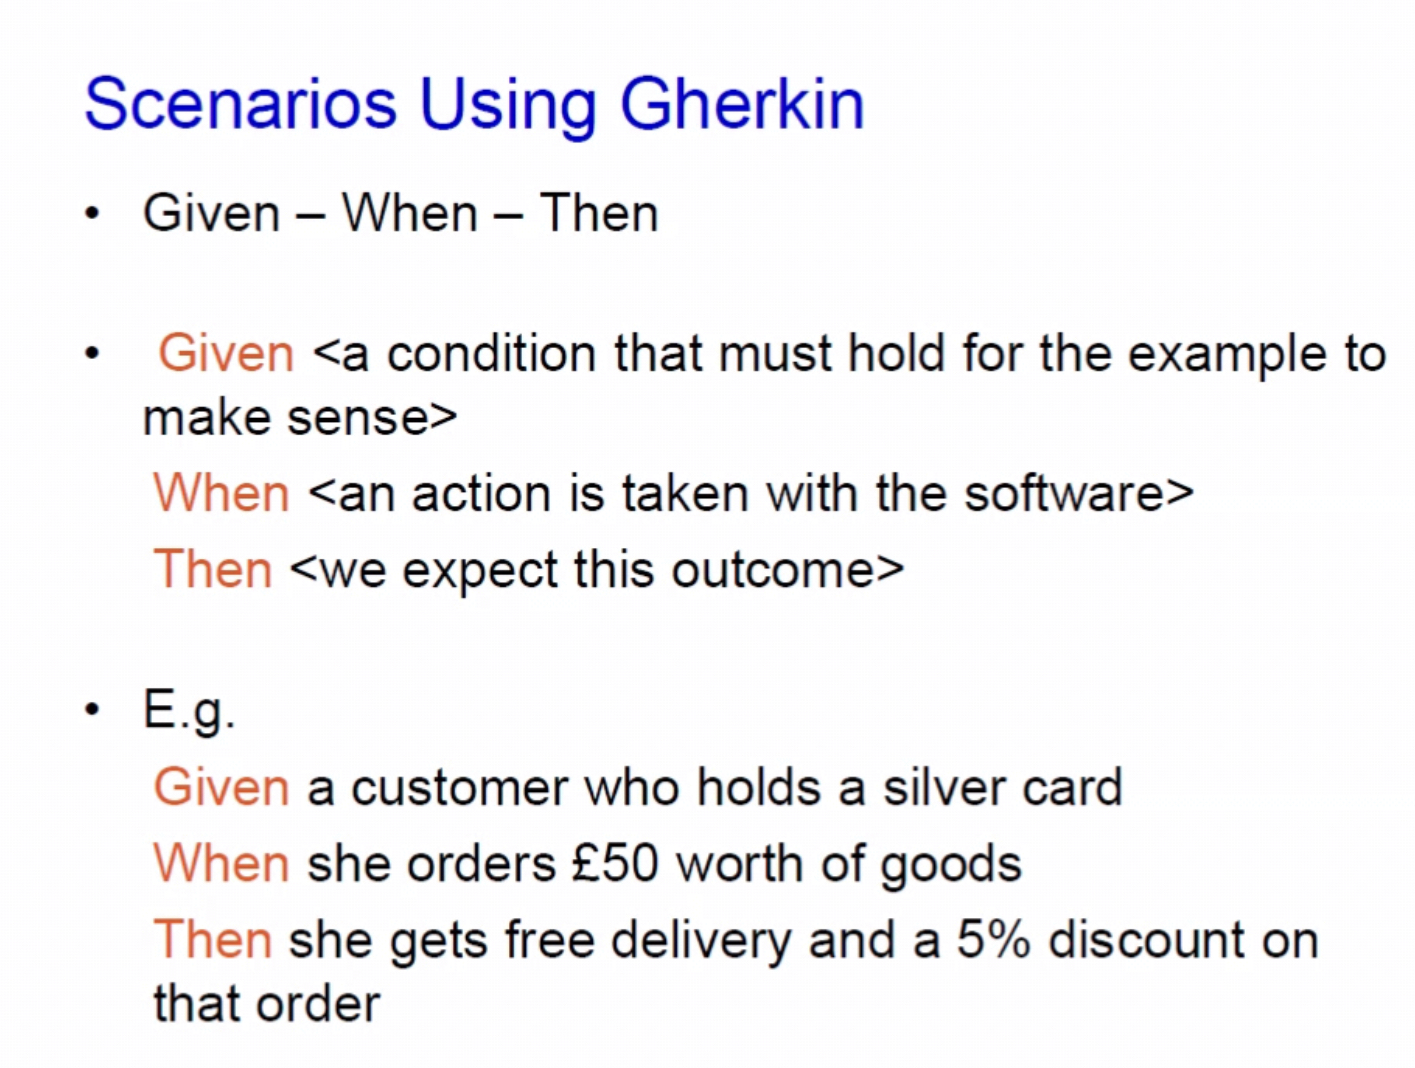 Scenarios Using Gherkin
• Given – When – Then
• Given <a condition that must hold for the example to
make sense>
When <an action is taken with the software>
Then <we expect this outcome>
• E.g.
Given a customer who holds a silver card
When she orders £50 worth of goods
Then she gets free delivery and a 5% discount on
that order